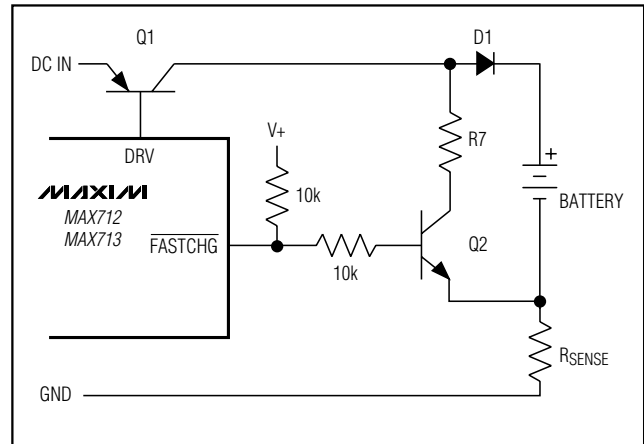 Q1
D1
DC IN
DRV
V+
R7
+
10k
BATTERY
MAXIM
MAX712
MAX713
FASTCHG
Q2
10k
RSENSE
GND